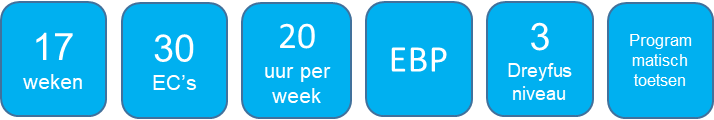 17
weken
30
EC's
20
uur per
week
EBP
3
Dreyfus
niveau
Program
matisch
toetsen